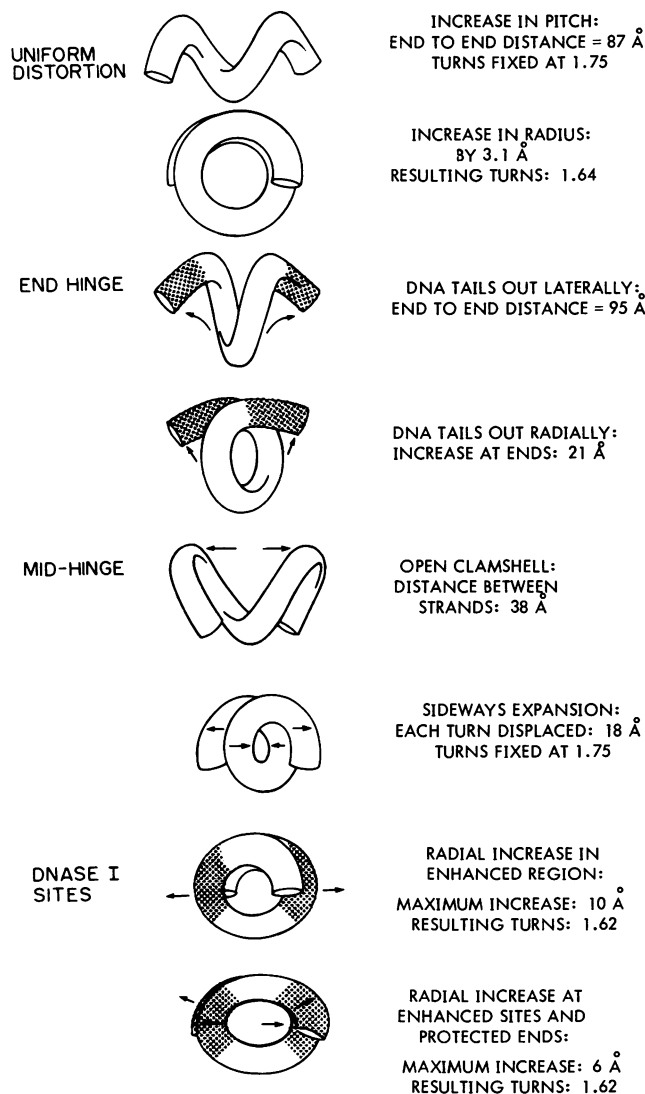 UNIFORM
DISTORTION
INCREASE IN PITCH:
END TO END DISTANCE = 87 Å
TURNS FIXED AT 1.75
INCREASE IN RADIUS:
BY 3.1 Å
RESULTING TURNS: 1.64
END HINGE
DNA TAILS OUT LATERALLY:
END TO END DISTANCE = 95 Å
DNA TAILS OUT RADIALLY:
INCREASE AT ENDS: 21 Å
MID-HINGE
OPEN CLAMSHELL:
DISTANCE BETWEEN
STRANDS: 38 Å
SIDEWAYS EXPANSION:
EACH TURN DISPLACED: 18 Å
TURNS FIXED AT 1.75
DNASE I
SITES
RADIAL INCREASE IN
ENHANCED REGION:
MAXIMUM INCREASE: 10 Å
RESULTING TURNS: 1.62
RADIAL INCREASE AT
ENHANCED SITES AND
PROTECTED ENDS:
MAXIMUM INCREASE: 6 Å
RESULTING TURNS: 1.62